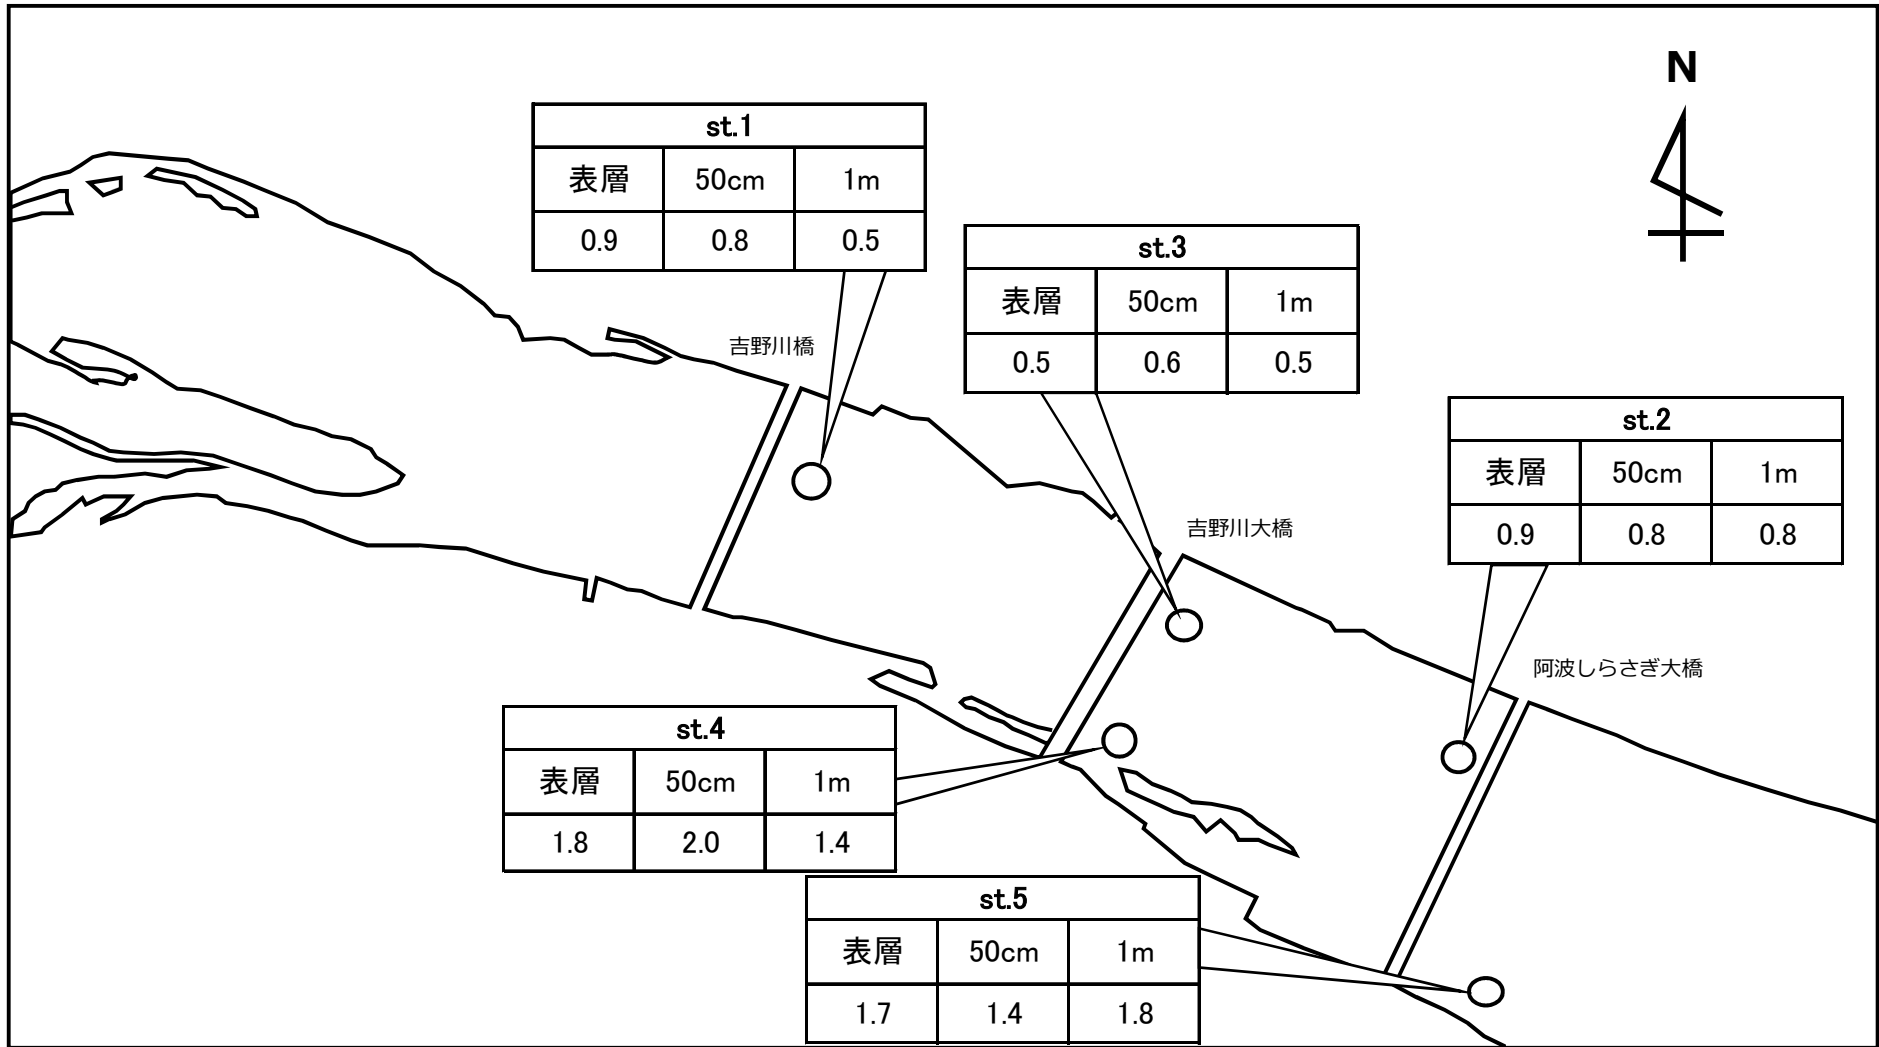 N
st.1
表層 50cm 1m
0.9 0.8 0.5
st.3
表層 50cm 1m
0.5 0.6 0.5
吉野川橋
st.2
表層 50cm 1m
0.9 0.8 0.8
吉野川大橋
阿波しらさぎ大橋
st.4
表層 50cm 1m
1.8 2.0 1.4
st.5
表層 50cm 1m
1.7 1.4 1.8